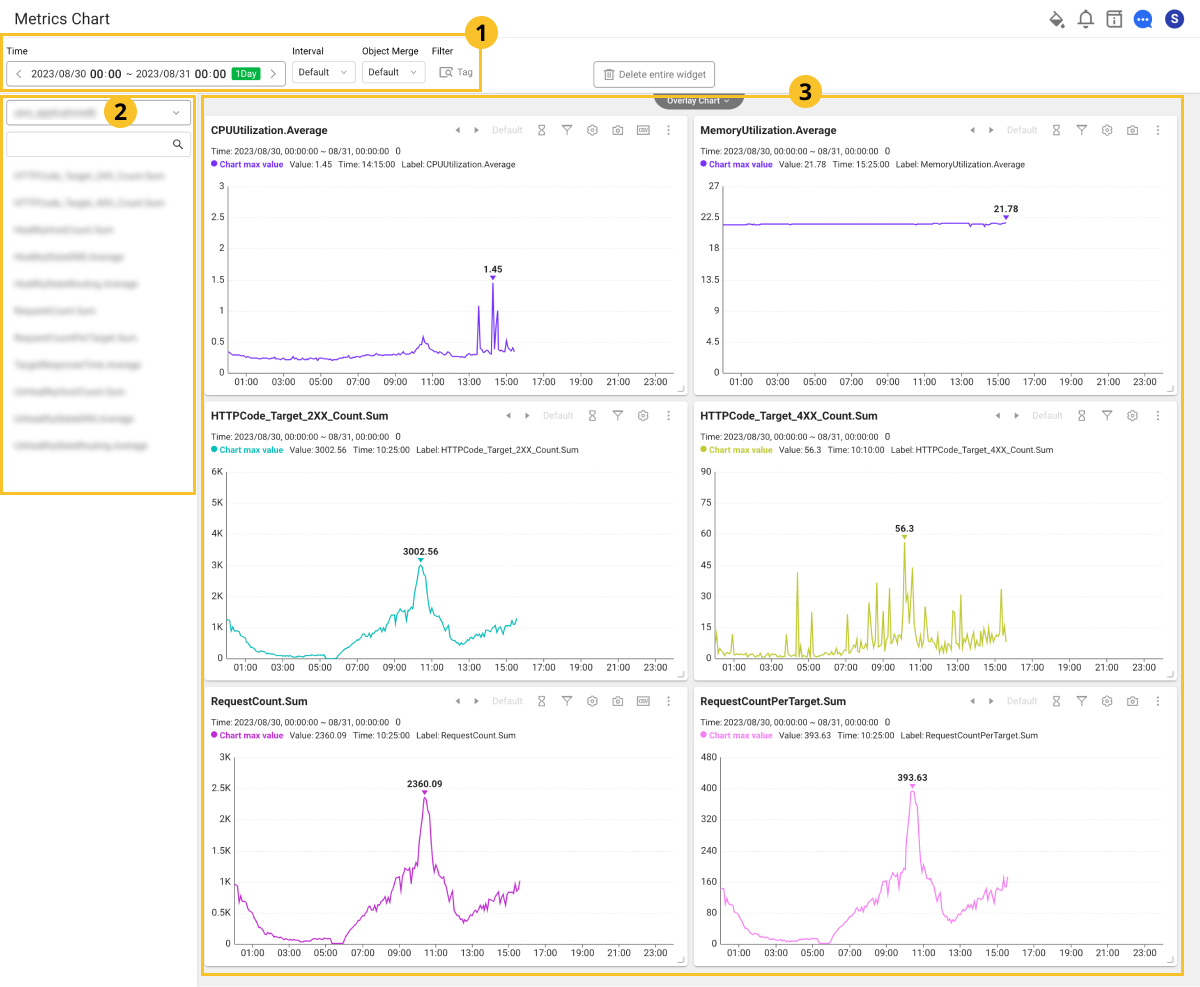 Metrics Chart
S
1
Time
Interval
Object Merge
Filter
2023/08/30 00:00 ~ 2023/08/31 00:00 1Day
Default
Default
Tag
Delete entire widget
2
3
Overlay Chart
CPUUtilization.Average
Default
CSV
Time: 2023/08/30, 00:00:00 ~ 08/31, 00:00:00 0
Chart max value Value: 1.45 Time: 14:15:00 Label: CPUUtilization.Average
3
2.5
2
1.5
1
0.5
0
1.45
01:00 03:00 05:00 07:00 09:00 11:00 13:00 15:00 17:00 19:00 21:00 23:00
MemoryUtilization.Average
Default
Time: 2023/08/30, 00:00:00 ~ 08/31, 00:00:00 0
Chart max value Value: 21.78 Time: 15:25:00 Label: MemoryUtilization.Average
27
22.5
18
13.5
9
4.5
0
21.78
01:00 03:00 05:00 07:00 09:00 11:00 13:00 15:00 17:00 19:00 21:00 23:00
HTTPCode_Target_2XX_Count.Sum
Default
Time: 2023/08/30, 00:00:00 ~ 08/31, 00:00:00 0
Chart max value Value: 3002.56 Time: 10:25:00 Label: HTTPCode_Target_2XX_Count.Sum
6K
5K
4K
3K
2K
1K
0
3002.56
01:00 03:00 05:00 07:00 09:00 11:00 13:00 15:00 17:00 19:00 21:00 23:00
HTTPCode_Target_4XX_Count.Sum
Default
Time: 2023/08/30, 00:00:00 ~ 08/31, 00:00:00 0
Chart max value Value: 56.3 Time: 10:10:00 Label: HTTPCode_Target_4XX_Count.Sum
90
75
60
45
30
15
0
56.3
01:00 03:00 05:00 07:00 09:00 11:00 13:00 15:00 17:00 19:00 21:00 23:00
RequestCount.Sum
Default
CSV
Time: 2023/08/30, 00:00:00 ~ 08/31, 00:00:00 0
Chart max value Value: 2360.09 Time: 10:25:00 Label: RequestCount.Sum
3K
2.5K
2K
1.5K
1K
0.5K
0
2360.09
01:00 03:00 05:00 07:00 09:00 11:00 13:00 15:00 17:00 19:00 21:00 23:00
RequestCountPerTarget.Sum
Default
Time: 2023/08/30, 00:00:00 ~ 08/31, 00:00:00 0
Chart max value Value: 393.63 Time: 10:25:00 Label: RequestCountPerTarget.Sum
480
400
320
240
160
80
0
393.63
01:00 03:00 05:00 07:00 09:00 11:00 13:00 15:00 17:00 19:00 21:00 23:00